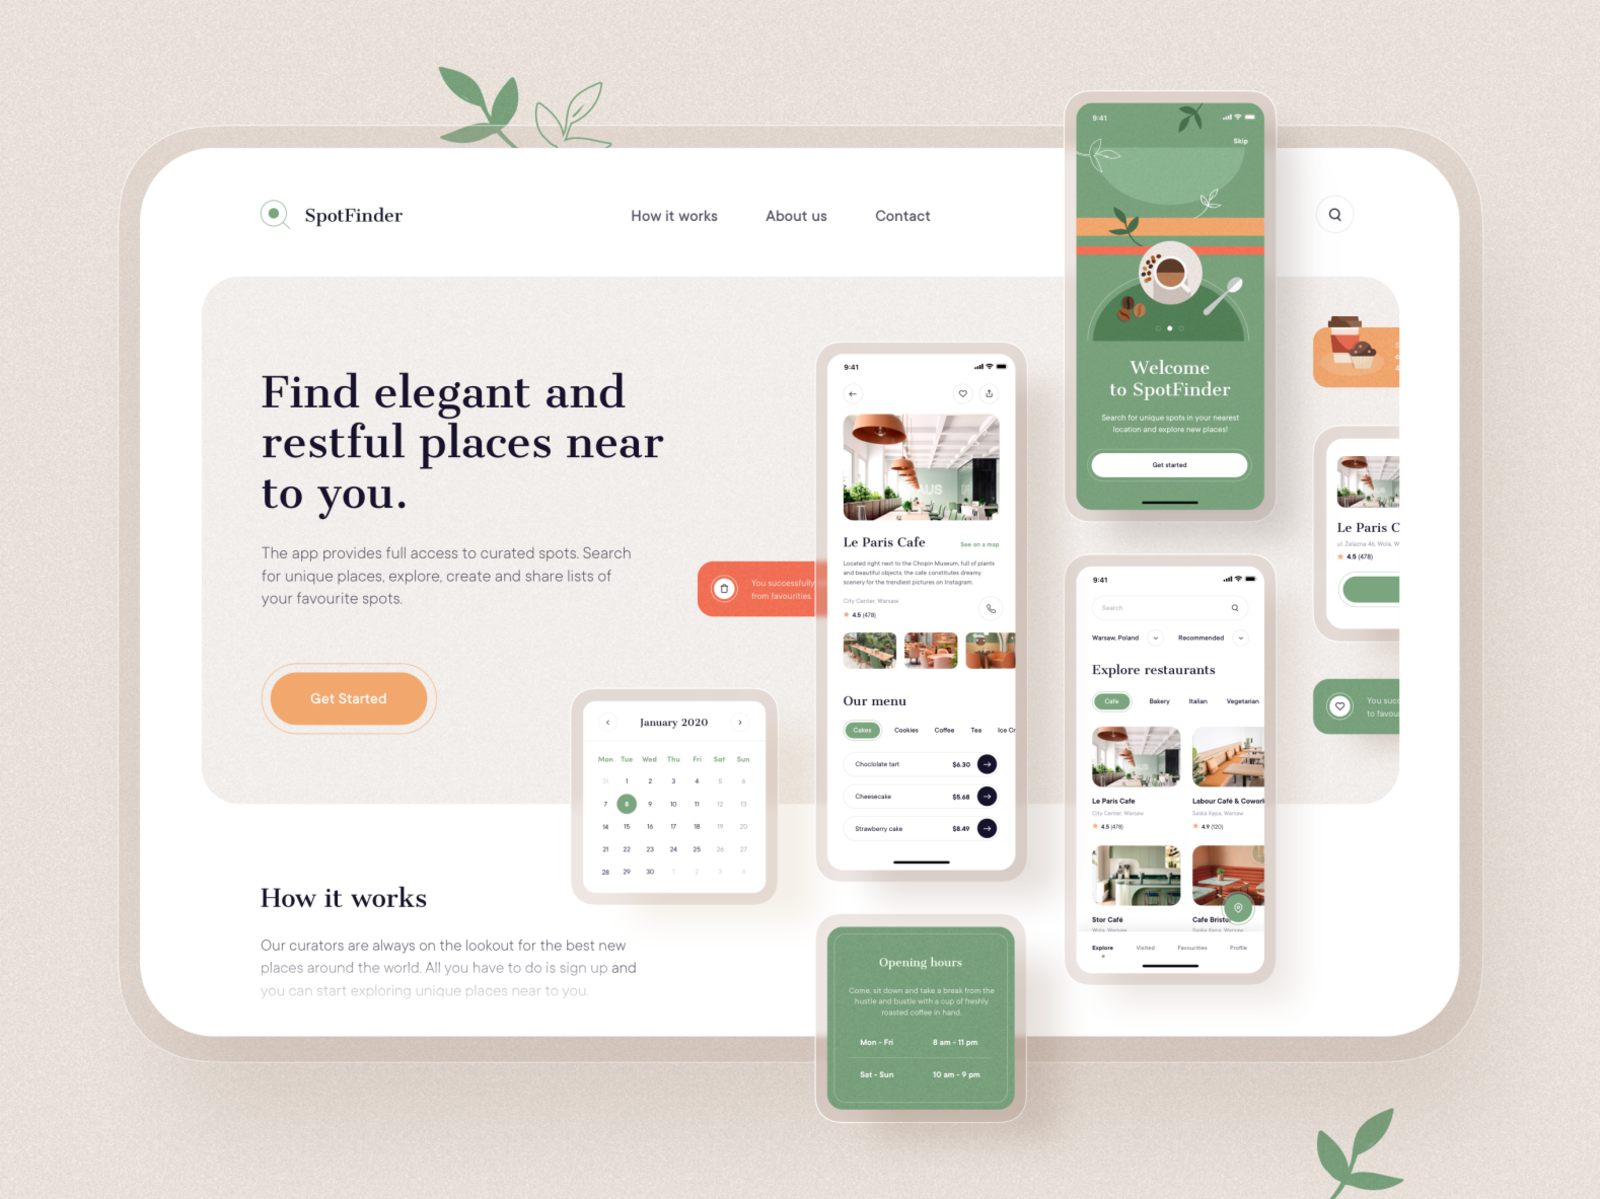 SpotFinder
How it works
About us
Contact
Find elegant and
restful places near
to you.
The app provides full access to curated spots. Search
for unique places, explore, create and share lists of
your favourite spots.
Get Started
How it works
Our curators are always on the lookout for the best new
places around the world. All you have to do is sign up and
you can start exploring unique places near to you.
You successfully
from favourities.
January 2020
Mon Tue Wed Thu Fri Sat Sun
31 1 2 3 4 5 6
7 8 9 10 11 12 13
14 15 16 17 18 19 20
21 22 23 24 25 26 27
28 29 30 1 2 3 4
9:41
AUS
Le Paris Cafe
See on a map
Located right next to the Chopin Museum, full of plants
and beautiful objects, the cafe constitutes dreamy
scenery for the trendiest pictures on Instagram.
City Center, Warsaw
4.5 (478)
Our menu
Cakes Cookies Coffee Tea Ice Cr
Choclolate tart $6.30
Cheesecake $5.68
Strawberry cake $8.49
Opening hours
Come, sit down and take a break from the
hustle and bustle with a cup of freshly
roasted coffee in hand.
Mon - Fri 8 am - 11 pm
Sat - Sun 10 am - 9 pm
9:41
Skip
Welcome
to SpotFinder
Search for unique spots in your nearest
location and explore new places!
Get started
9:41
Search
Warsaw, Poland
Recommended
Explore restaurants
Cafe Bakery Italian Vegetarian
Le Paris Cafe
City Center, Warsaw
4.5 (478)
Labour Café & Cowor
Saska Kępa, Warsaw
4.9 (120)
Stor Café
Wola, Warsaw
Cafe Bristo
Saska Kępa, Warsaw
Explore Visited Favourities Profile
Le Paris C
ul. Żelazna 46, Wola, W
4.5 (478)
You succ
to favou